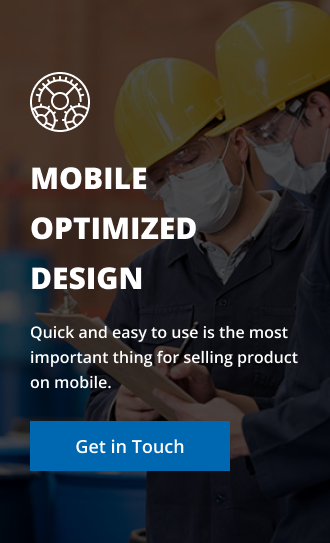 MOBILE
OPTIMIZED
DESIGN
Quick and easy to use is the most
important thing for selling product
on mobile.
Get in Touch